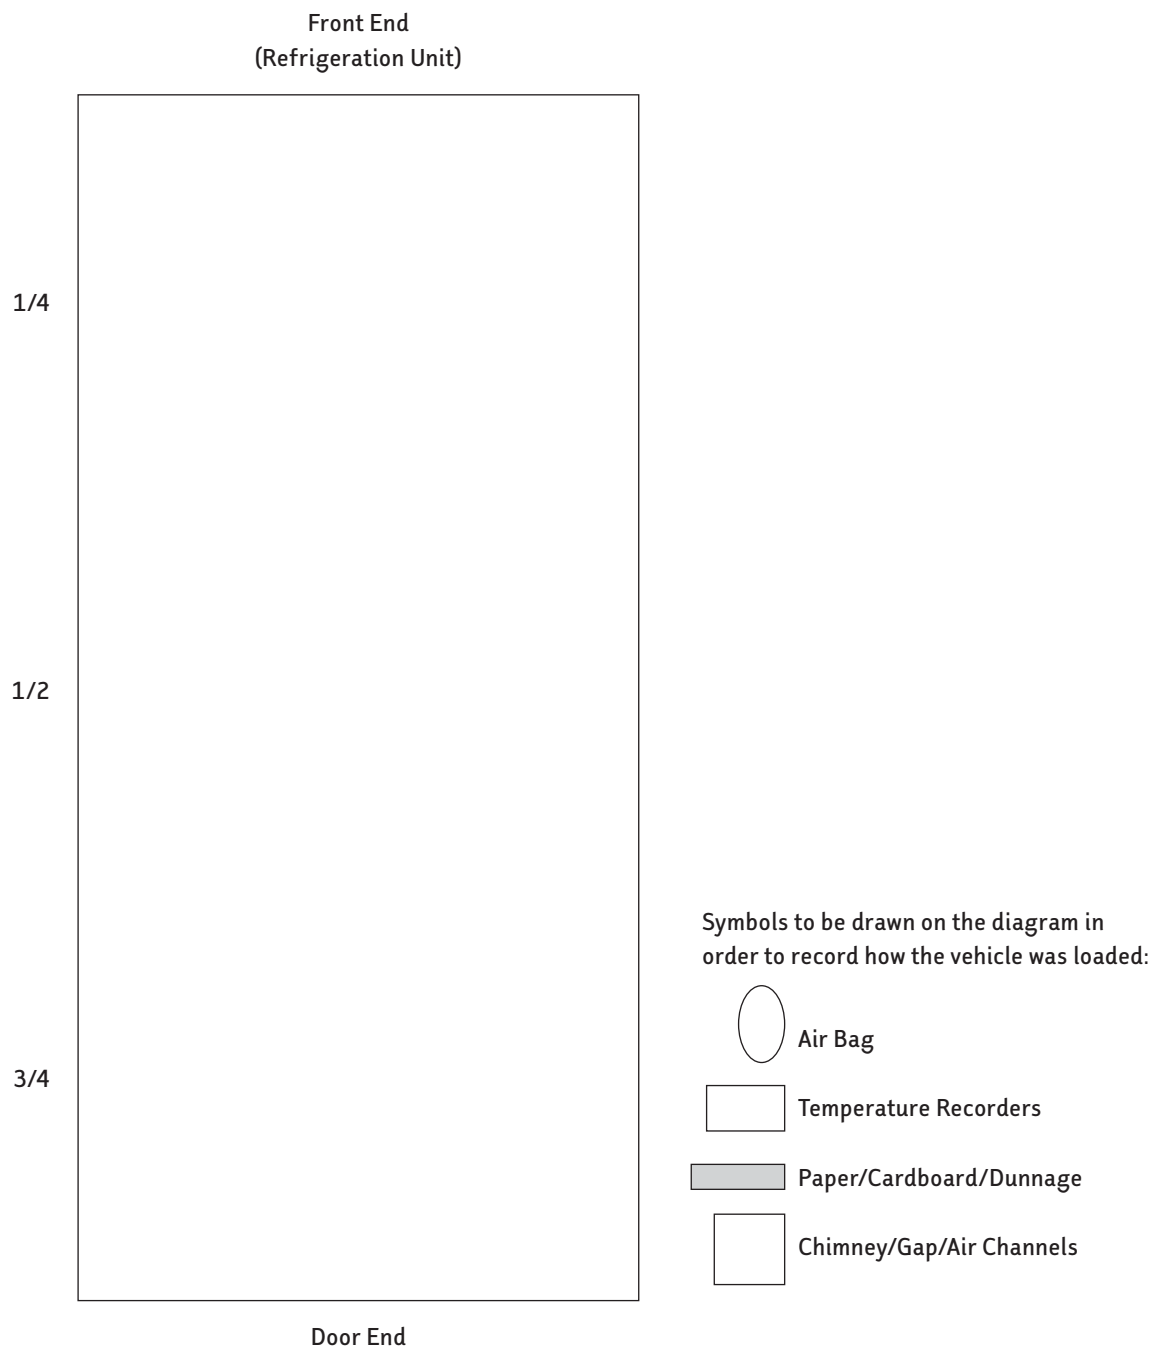 Front End
(Refrigeration Unit)
1/4
1/2
3/4
Symbols to be drawn on the diagram in
order to record how the vehicle was loaded:
Air Bag
Temperature Recorders
Paper/Cardboard/Dunnage
Chimney/Gap/Air Channels
Door End